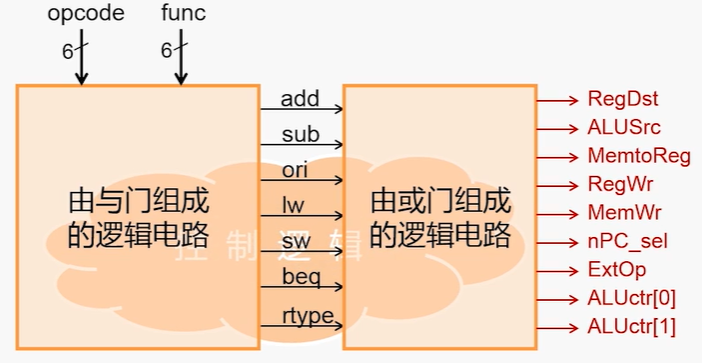 opcode func
6 6
add
sub
ori
lw
sw
beq
rtype
由与门组成
的逻辑电路
由或门组成
的逻辑电路
控制逻辑
RegDst
ALUSrc
MemtoReg
RegWr
MemWr
nPC_sel
ExtOp
ALUctr[0]
ALUctr[1]